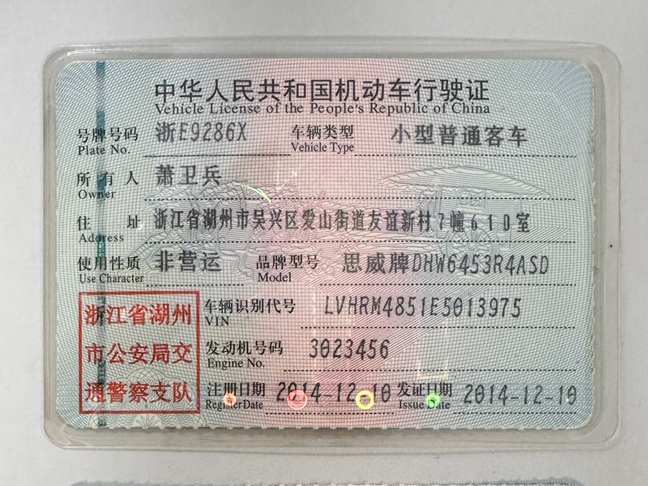 中华人民共和国机动车行驶证
Vehicle License of the People's Republic of China
号牌号码 浙E9286X 车辆类型 小型普通客车
Plate No. Vehicle Type
所有人 萧卫兵
Owner
住址 浙江省湖州市吴兴区爱山街道友谊新村7幢610室
Address
使用性质 非营运 品牌型号 思威牌DHW6453R4ASD
Use Character Model
浙江省湖州
市公安局交
通警察支队
车辆识别代号 LVHRM4851E5013975
VIN
发动机号码 3023456
Engine No.
注册日期 2014-12-10 发证日期 2014-12-10
Register Date Issue Date